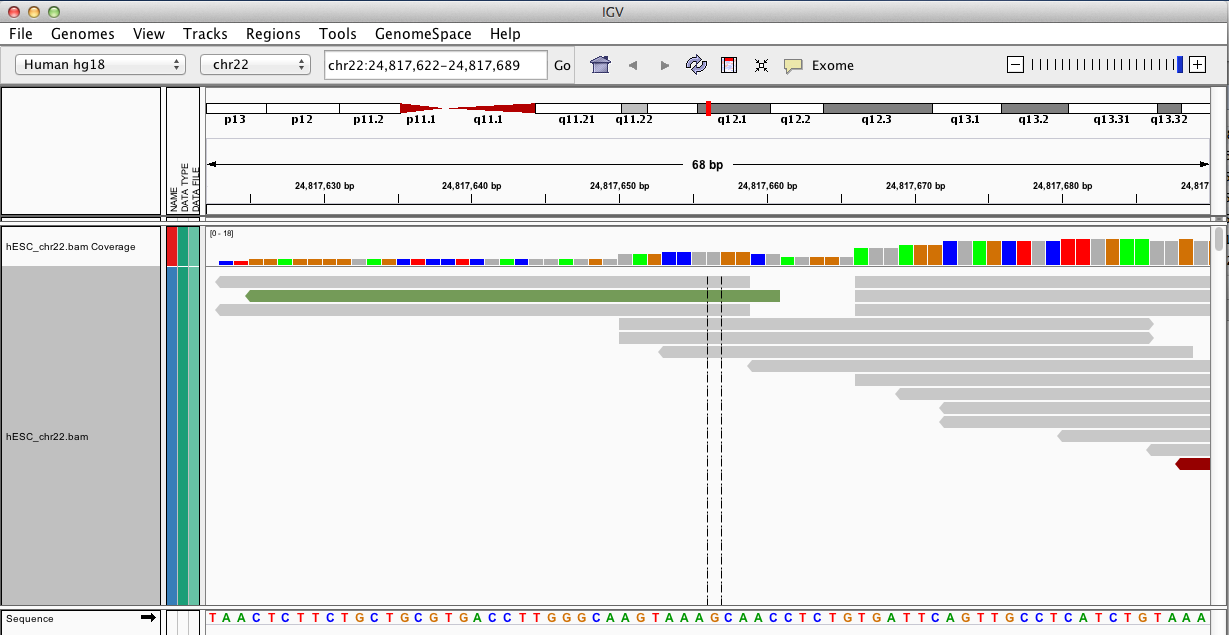 IGV
File Genomes View Tracks Regions Tools GenomeSpace Help
Human hg18 chr22 chr22:24,817,622-24,817,689 Go Exome
p13 p12 p11.2 p11.1 q11.1 q11.21 q11.22 q12.1 q12.2 q12.3 q13.1 q13.2 q13.31 q13.32
68 bp
24,817,630 bp 24,817,640 bp 24,817,650 bp 24,817,660 bp 24,817,670 bp 24,817,680 bp 24,817
NAME
DATA TYPE
DATA FILE
[0 - 18]
hESC_chr22.bam Coverage
hESC_chr22.bam
Sequence T A A C T C T T C T G C T G C G T G A C C T T G G G C A A G T A A A G C A A C C T C T G T G A T T C A G T T G C C T C A T C T G T A A A